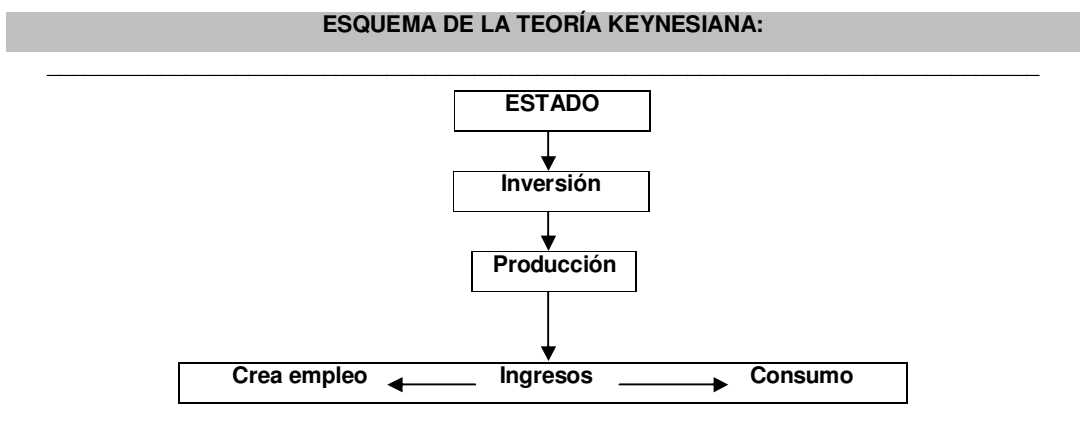 ESQUEMA DE LA TEORÍA KEYNESIANA:
ESTADO
Inversión
Producción
Crea empleo Ingresos Consumo